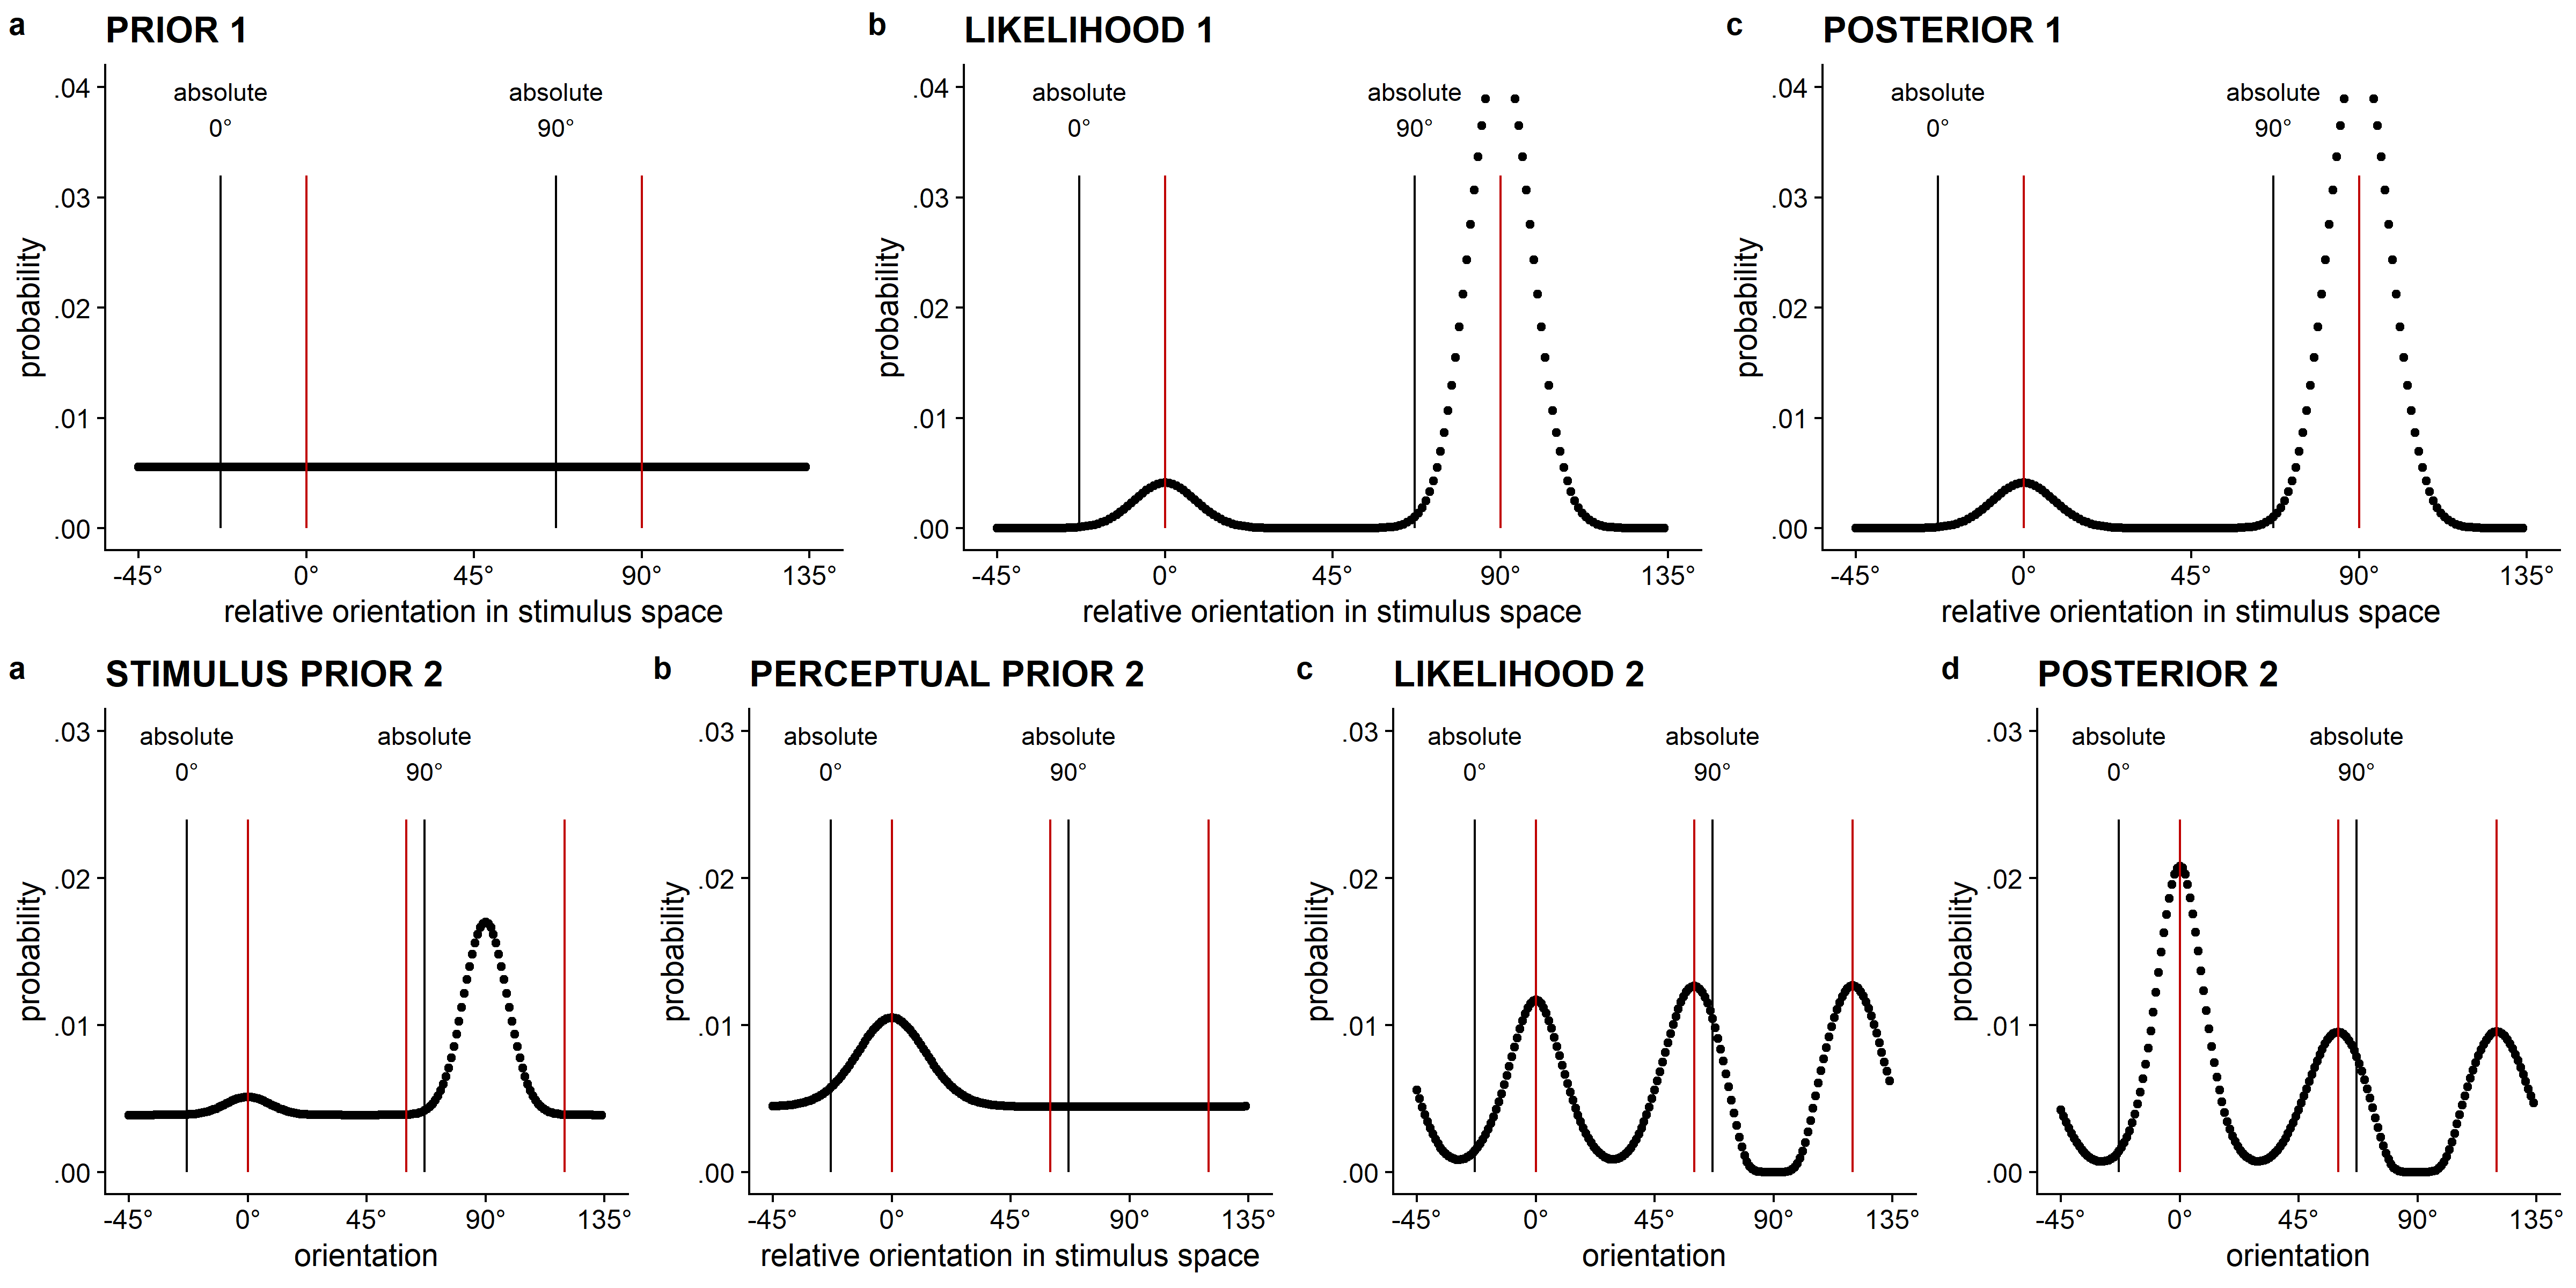 a PRIOR 1
.04
.03
.02
.01
.00
probability
absolute
0°
absolute
90°
-45° 0° 45° 90° 135°
relative orientation in stimulus space
b LIKELIHOOD 1
.04
.03
.02
.01
.00
probability
absolute
0°
absolute
90°
-45° 0° 45° 90° 135°
relative orientation in stimulus space
c POSTERIOR 1
.04
.03
.02
.01
.00
probability
absolute
0°
absolute
90°
-45° 0° 45° 90° 135°
relative orientation in stimulus space
a STIMULUS PRIOR 2
.03
.02
.01
.00
probability
absolute
0°
absolute
90°
-45° 0° 45° 90° 135°
orientation
b PERCEPTUAL PRIOR 2
.03
.02
.01
.00
probability
absolute
0°
absolute
90°
-45° 0° 45° 90° 135°
relative orientation in stimulus space
c LIKELIHOOD 2
.03
.02
.01
.00
probability
absolute
0°
absolute
90°
-45° 0° 45° 90° 135°
orientation
d POSTERIOR 2
.03
.02
.01
.00
probability
absolute
0°
absolute
90°
-45° 0° 45° 90° 135°
orientation